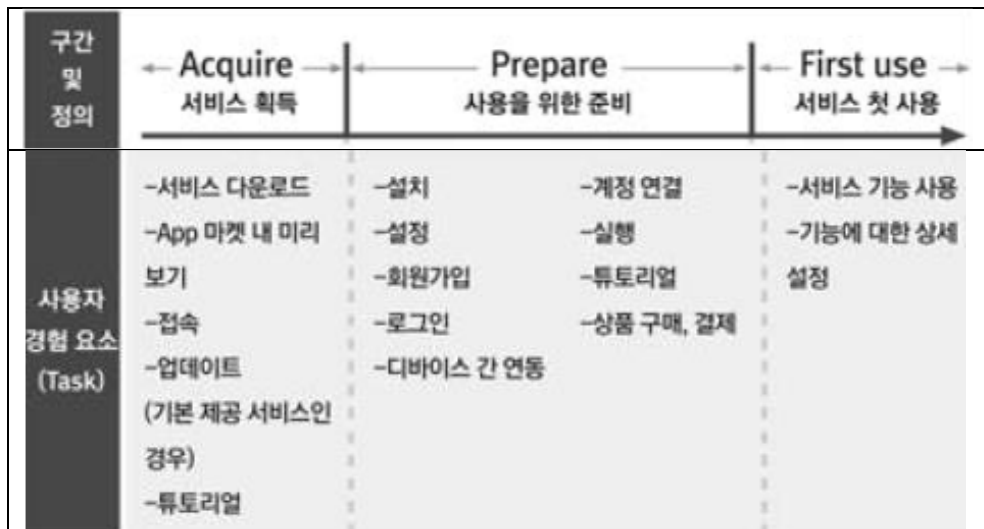 구간
및
정의
Acquire
서비스 획득
Prepare
사용을 위한 준비
First use
서비스 첫 사용
사용자
경험 요소
(Task)
-서비스 다운로드
-App 마켓 내 미리
보기
-접속
-업데이트
(기본 제공 서비스인
경우)
-튜토리얼
-설치
-설정
-회원가입
-로그인
-디바이스 간 연동
-계정 연결
-실행
-튜토리얼
-상품 구매, 결제
-서비스 기능 사용
-기능에 대한 상세
설정